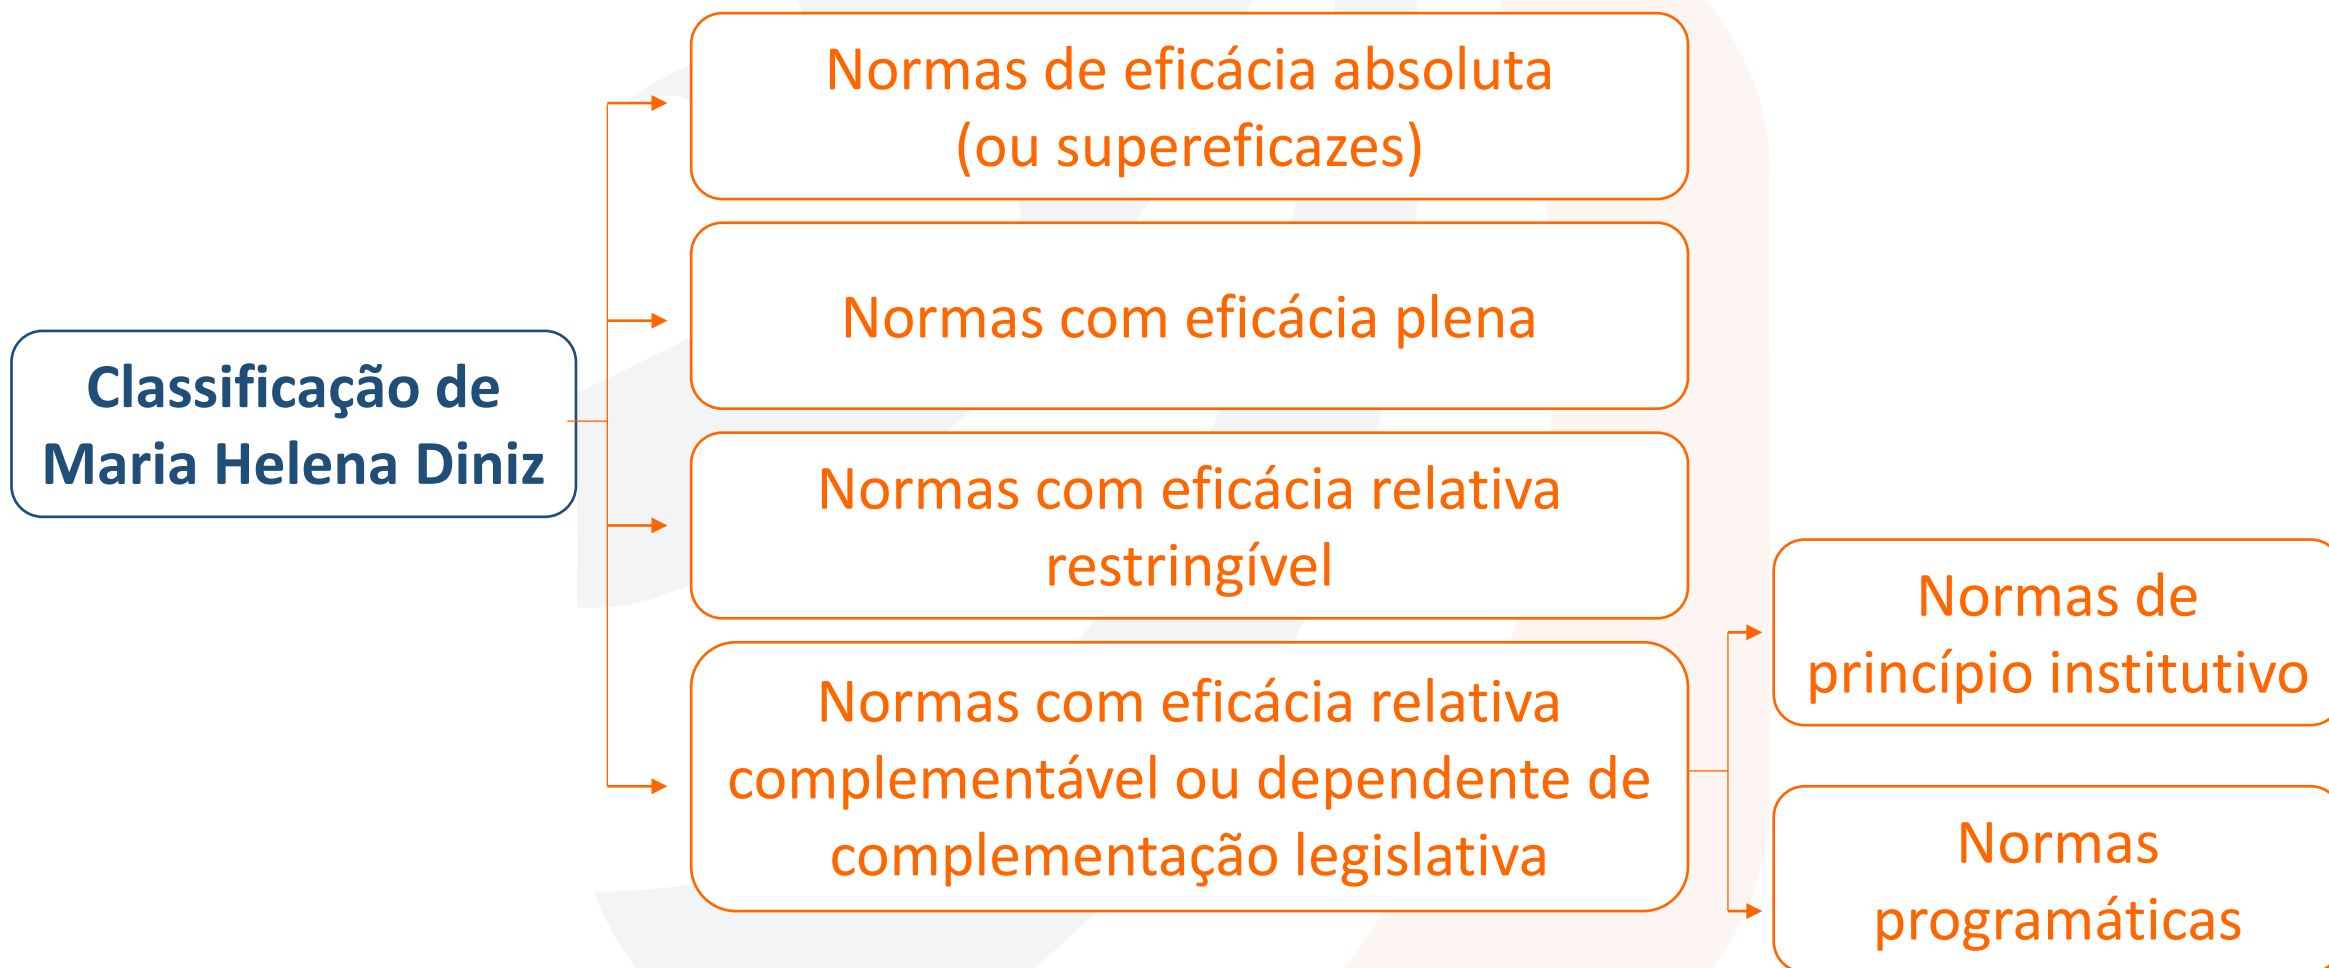 Classificação de
Maria Helena Diniz
Normas de eficácia absoluta
(ou supereficazes)
Normas com eficácia plena
Normas com eficácia relativa
restringível
Normas com eficácia relativa
complementável ou dependente de
complementação legislativa
Normas de
princípio institutivo
Normas
programáticas